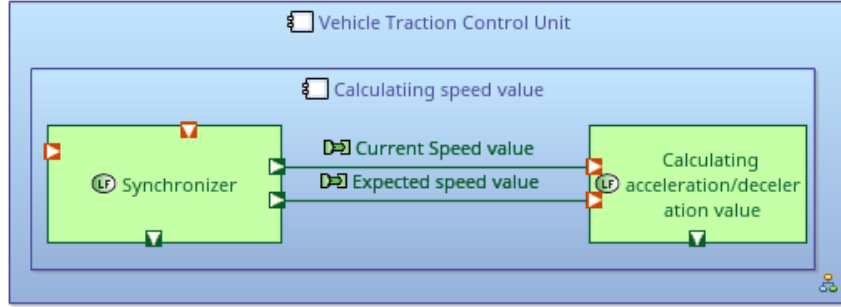 Vehicle Traction Control Unit
Calculatiing speed value
Current Speed value
Expected speed value
LF Synchronizer
LF
Calculating
acceleration/deceler
ation value